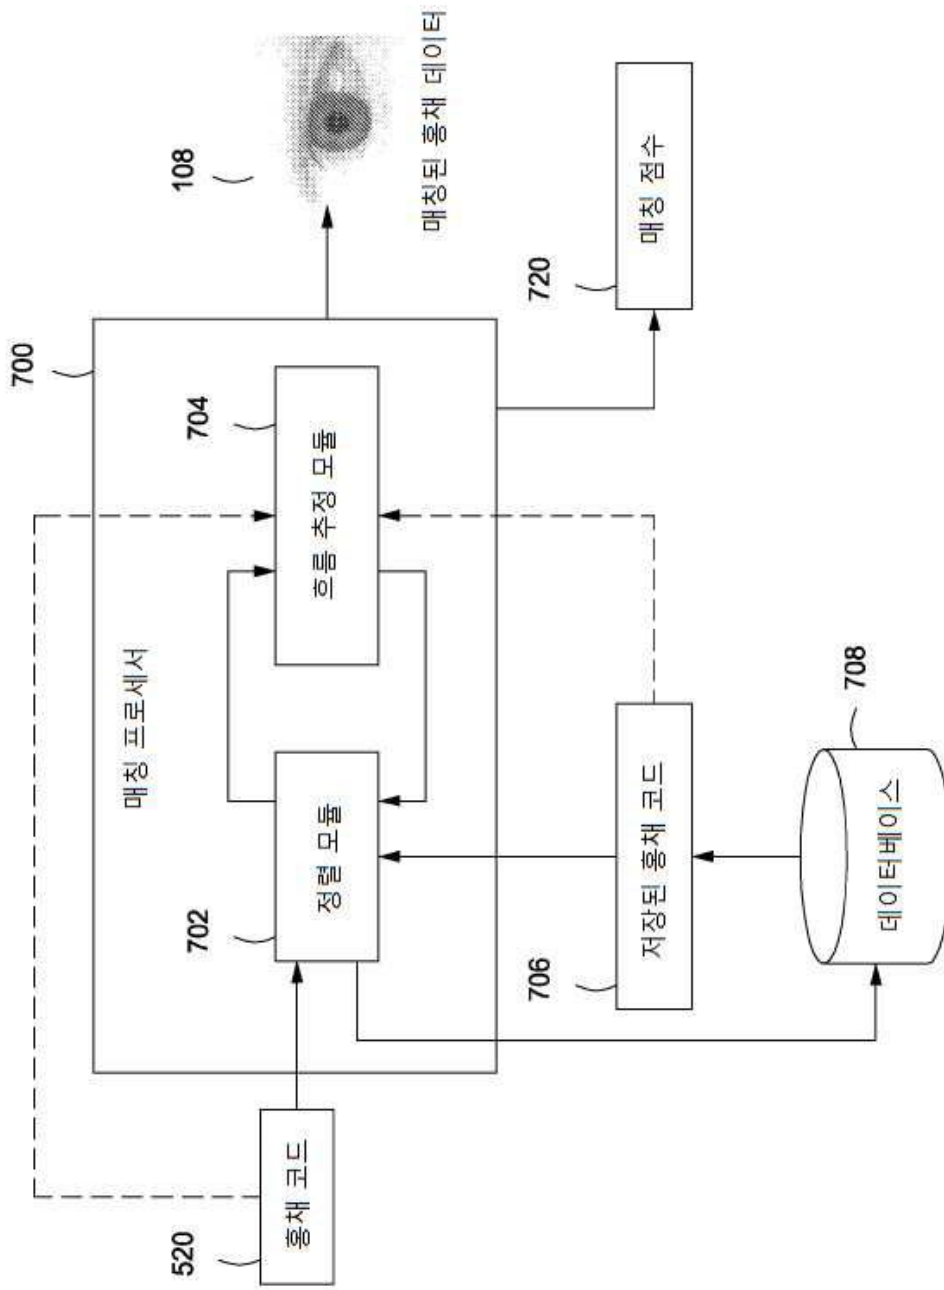 700
매칭 프로세서
520
홍채 코드
702
정렬 모듈
704
흐름 추정 모듈
108
매칭된 홍채 데이터
706
저장된 홍채 코드
708
데이터베이스
720
매칭 점수